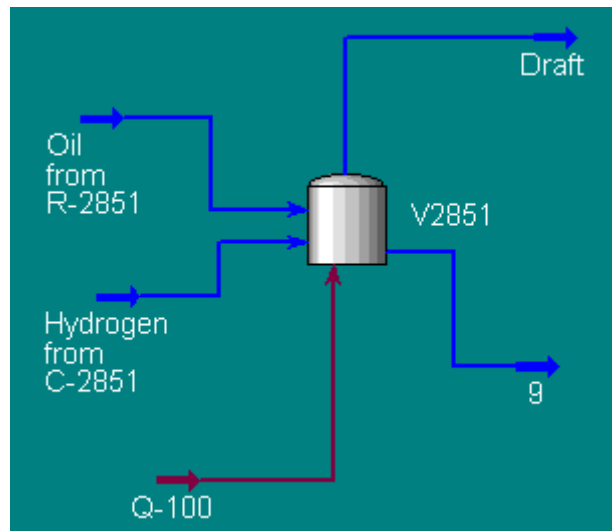 Draft
Oil
from
R-2851
V2851
Hydrogen
from
C-2851
9
Q-100